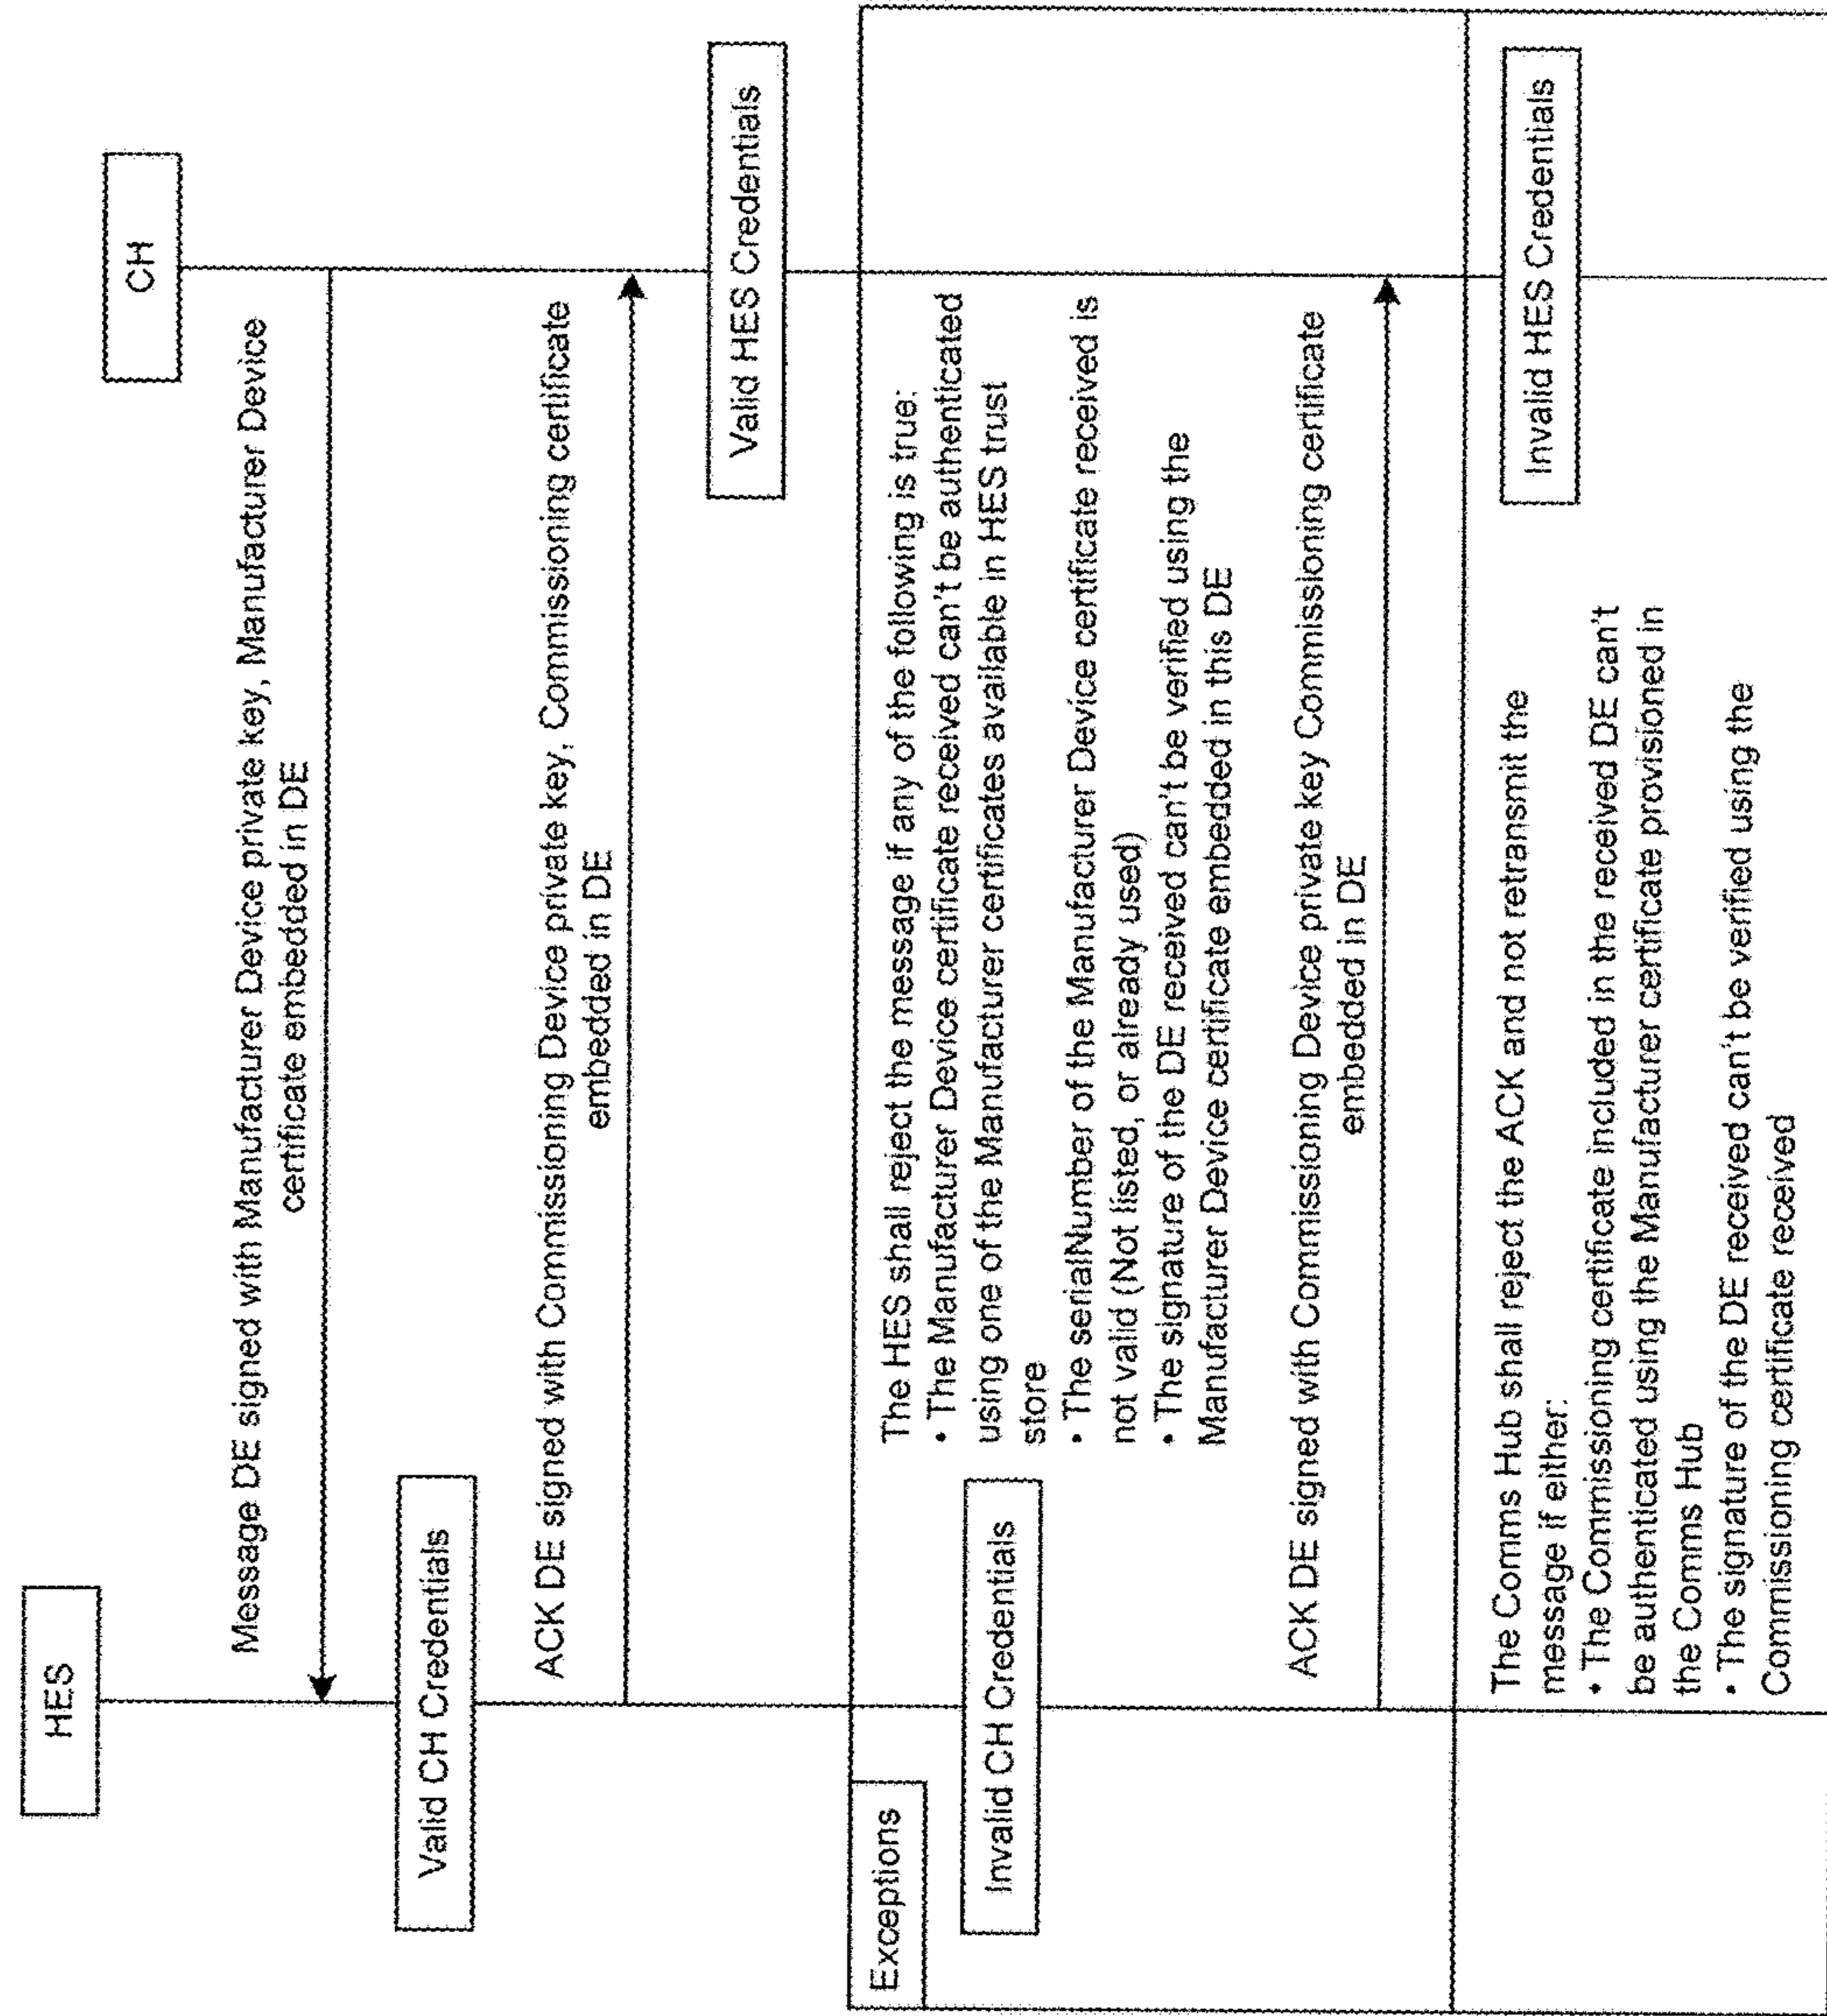 HES
CH
Message DE signed with Manufacturer Device private key, Manufacturer Device
certificate embedded in DE
Valid CH Credentials
ACK DE signed with Commissioning Device private key, Commissioning certificate
embedded in DE
Valid HES Credentials
Exceptions
Invalid CH Credentials
The HES shall reject the message if any of the following is true:
• The Manufacturer Device certificate received can't be authenticated
using one of the Manufacturer certificates available in HES trust
store
• The serialNumber of the Manufacturer Device certificate received is
not valid (Not listed, or already used)
• The signature of the DE received can't be verified using the
Manufacturer Device certificate embedded in this DE
ACK DE signed with Commissioning Device private key Commissioning certificate
embedded in DE
Invalid HES Credentials
The Comms Hub shall reject the ACK and not retransmit the
message if either:
• The Commissioning certificate included in the received DE can't
be authenticated using the Manufacturer certificate provisioned in
the Comms Hub
• The signature of the DE received can't be verified using the
Commissioning certificate received